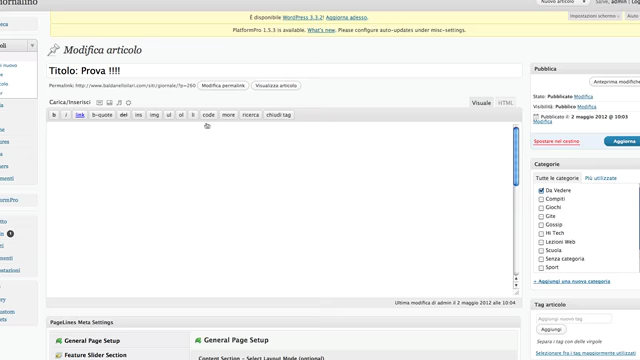 Nuovo articolo
Salve, admin
Impostazioni schermo
È disponibile WordPress 3.3.2! Aggiorna adesso.
PlatformPro 1.5.3 is available. What's new. Please configure auto-updates under misc-settings.
Modifica articolo
Titolo: Prova !!!!
Permalink: http://www.baldarellollari.com/siti/giornale/?p=260 Modifica permalink Visualizza articolo
Carica/Inserisci
Visuale HTML
b i link b-quote del ins img ul ol li code more ricerca chiudi tag
Ultima modifica di admin il 2 maggio 2012 alle 10:04
PageLines Meta Settings
General Page Setup
Feature Slider Section
General Page Setup
Content Section - Select Layout Mode (optional)
Pubblica
Anteprima modifiche
Stato: Pubblicato Modifica
Visibilità: Pubblico Modifica
Pubblicato il: 2 maggio 2012 @ 10:03
Modifica
Spostare nel cestino
Aggiorna
Categorie
Tutte le categorie Più utilizzate
Da Vedere
Compiti
Giochi
Gite
Gossip
Hi Tech
Lezioni Web
Scuola
Senza categoria
Sport
+ Aggiungi una nuova categoria
Tag articolo
Aggiungi nuovo tag
Aggiungi
Separa i tag con delle virgole
Selezionare fra i tag maggiormente utilizzati